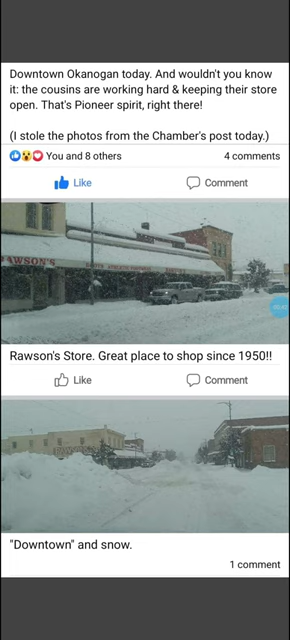 Downtown Okanogan today. And wouldn't you know
it: the cousins are working hard & keeping their store
open. That's Pioneer spirit, right there!
(I stole the photos from the Chamber's post today.)
You and 8 others
4 comments
Like
Comment
RAWSON'S
Rawson's Store. Great place to shop since 1950!!
Like
Comment
"Downtown" and snow.
1 comment